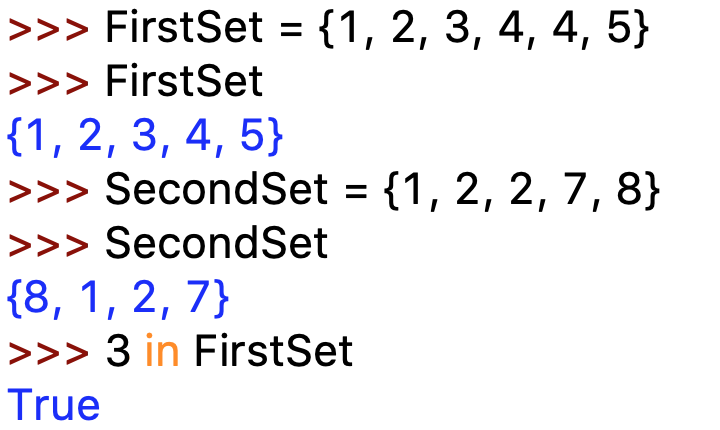 >>> FirstSet = {1, 2, 3, 4, 4, 5}
>>> FirstSet
{1, 2, 3, 4, 5}
>>> SecondSet = {1, 2, 2, 7, 8}
>>> SecondSet
{8, 1, 2, 7}
>>> 3 in FirstSet
True